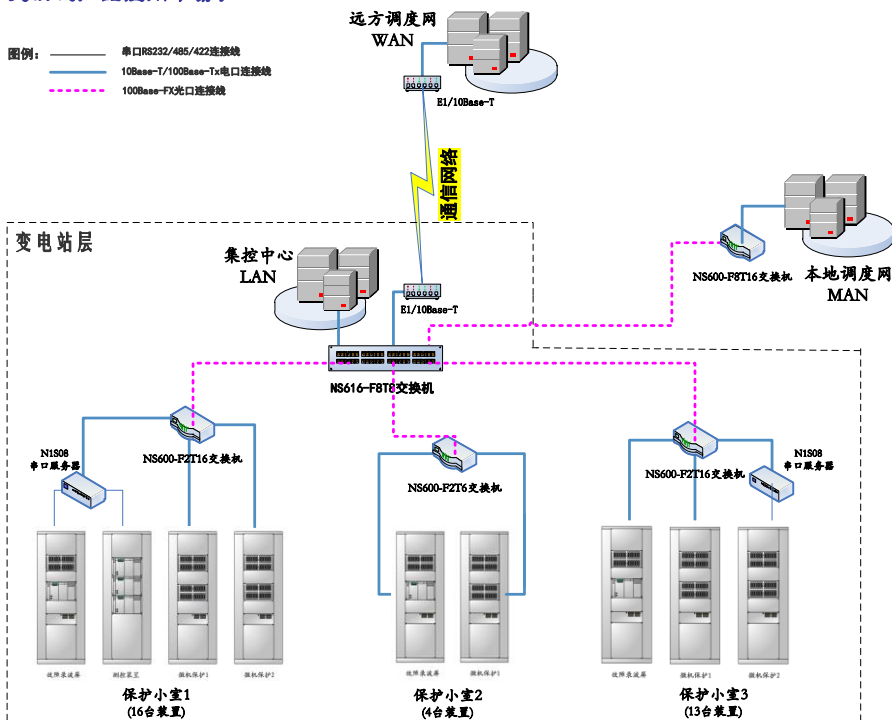 图例:
串口RS232/485/422连接线
10Base-T/100Base-Tx电口连接线
100Base-FX光口连接线
远方调度网
WAN
E1/10Base-T
通信网络
变电站层
集控中心
LAN
E1/10Base-T
NS600-F8T16交换机
本地调度网
MAN
NS616-F8T8交换机
N1S08
串口服务器
NS600-F2T16交换机
NS600-F2T6交换机
NS600-F2T16交换机
N1S08
串口服务器
故障录波屏
测控装置
微机保护1
微机保护2
故障录波屏
微机保护1
故障录波屏
微机保护1
微机保护2
保护小室1
(16台装置)
保护小室2
(4台装置)
保护小室3
(13台装置)